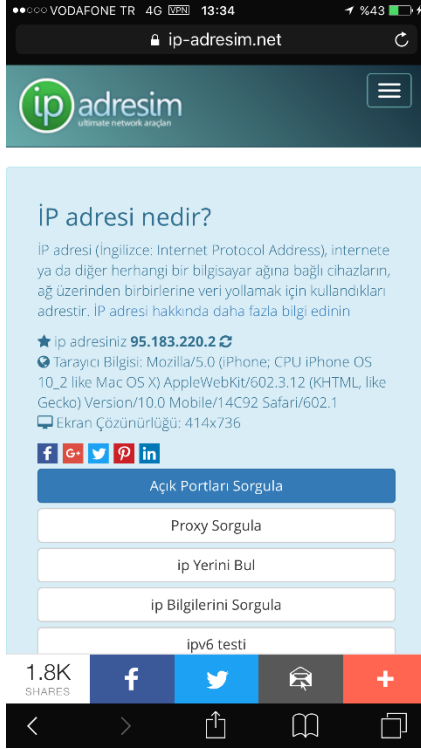 VODAFONE TR 4G VPN 13:34 %43
ip-adresim.net
ip adresim
ultimate network araçları
İP adresi nedir?
İP adresi (İngilizce: Internet Protocol Address), internete
ya da diğer herhangi bir bilgisayar ağına bağlı cihazların,
ağ üzerinden birbirlerine veri yollamak için kullandıkları
adrestir. İP adresi hakkında daha fazla bilgi edinin
ip adresiniz 95.183.220.2
Tarayıcı Bilgisi: Mozilla/5.0 (iPhone; CPU iPhone OS
10_2 like Mac OS X) AppleWebKit/602.3.12 (KHTML, like
Gecko) Version/10.0 Mobile/14C92 Safari/602.1
Ekran Çözünürlüğü: 414x736
Açık Portları Sorgula
Proxy Sorgula
ip Yerini Bul
ip Bilgilerini Sorgula
ipv6 testi
1.8K
SHARES